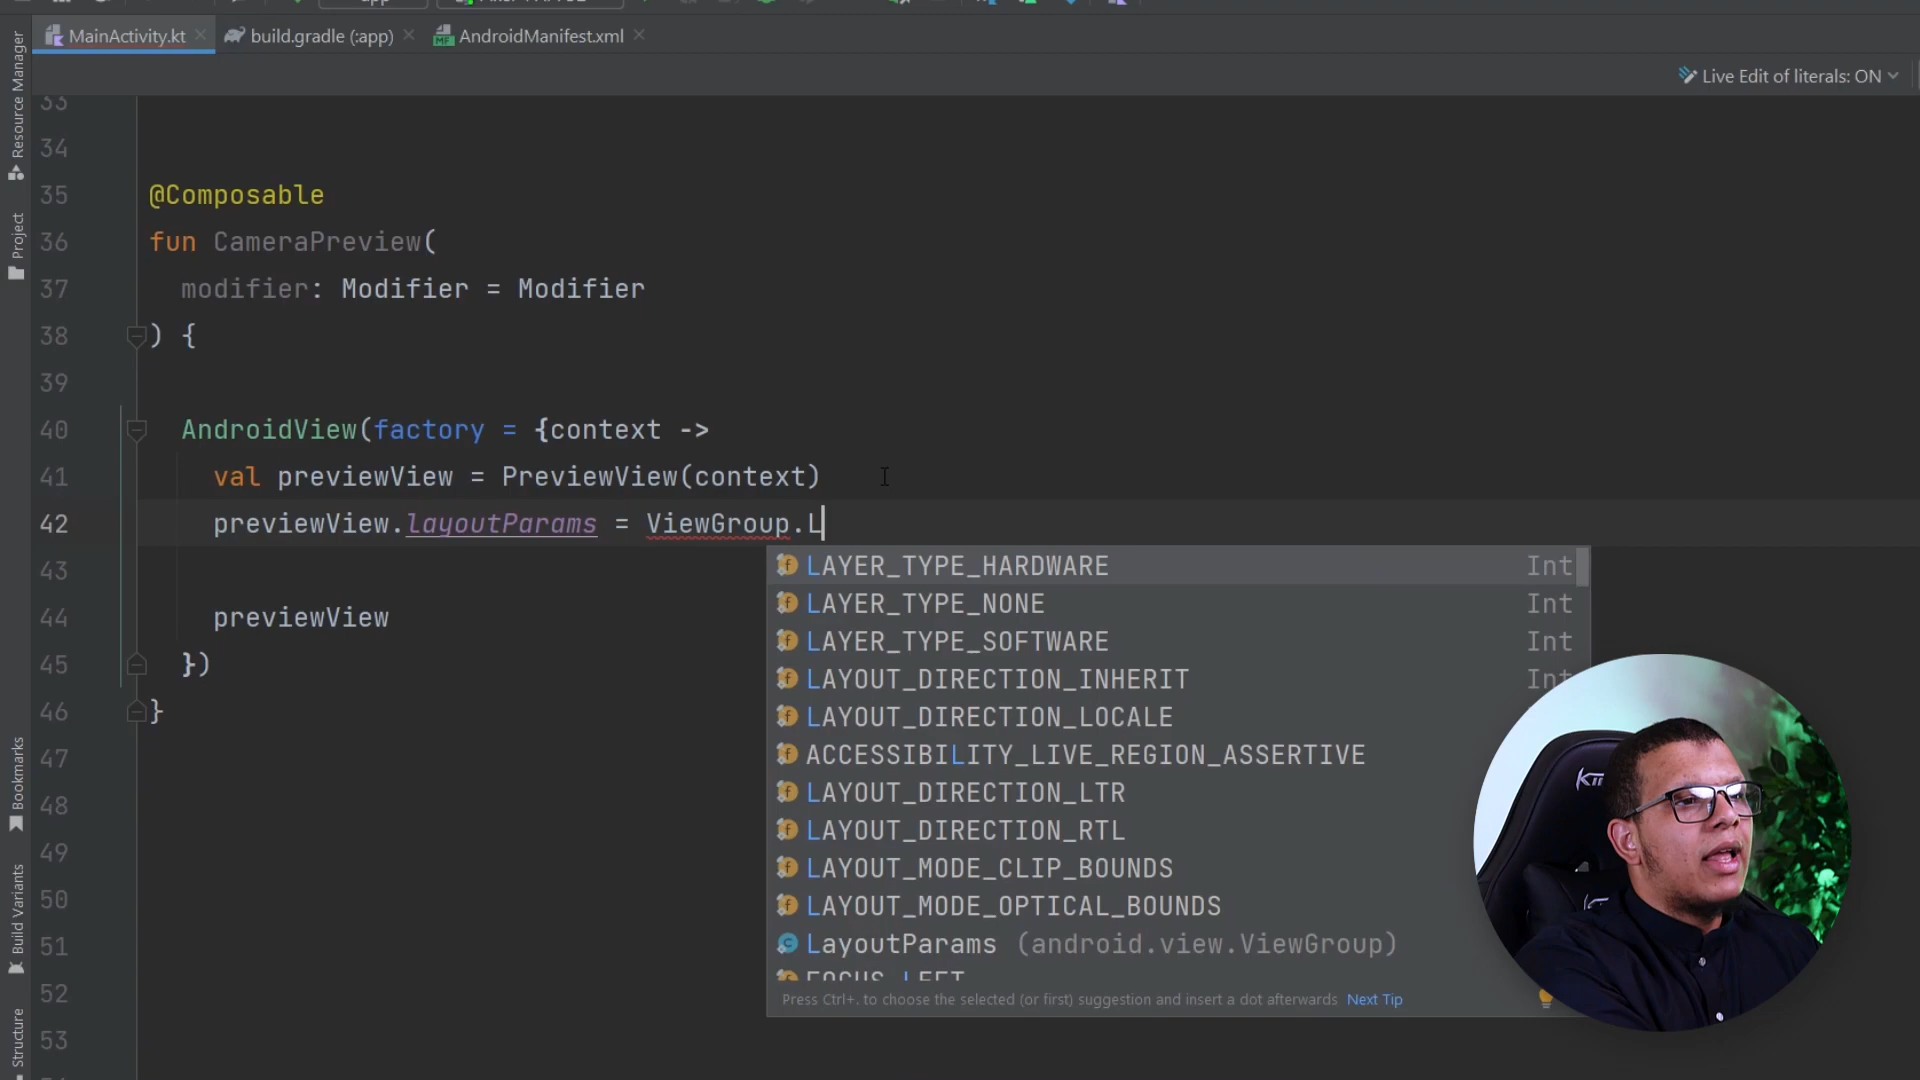 MainActivity.kt
build.gradle (:app)
AndroidManifest.xml
Live Edit of literals: ON
Resource Manager
Project
Bookmarks
Build Variants
Structure
33
34
35 @Composable
36 fun CameraPreview(
37 modifier: Modifier = Modifier
38 ) {
39
40 AndroidView(factory = {context ->
41 val previewView = PreviewView(context)
42 previewView.layoutParams = ViewGroup.L
43
44 previewView
45 })
46 }
47
48
49
50
51
52
53
LAYER_TYPE_HARDWARE Int
LAYER_TYPE_NONE Int
LAYER_TYPE_SOFTWARE Int
LAYOUT_DIRECTION_INHERIT Int
LAYOUT_DIRECTION_LOCALE
ACCESSIBILITY_LIVE_REGION_ASSERTIVE
LAYOUT_DIRECTION_LTR
LAYOUT_DIRECTION_RTL
LAYOUT_MODE_CLIP_BOUNDS
LAYOUT_MODE_OPTICAL_BOUNDS
LayoutParams (android.view.ViewGroup)
FOCUS_LEFT
Press Ctrl+. to choose the selected (or first) suggestion and insert a dot afterwards Next Tip